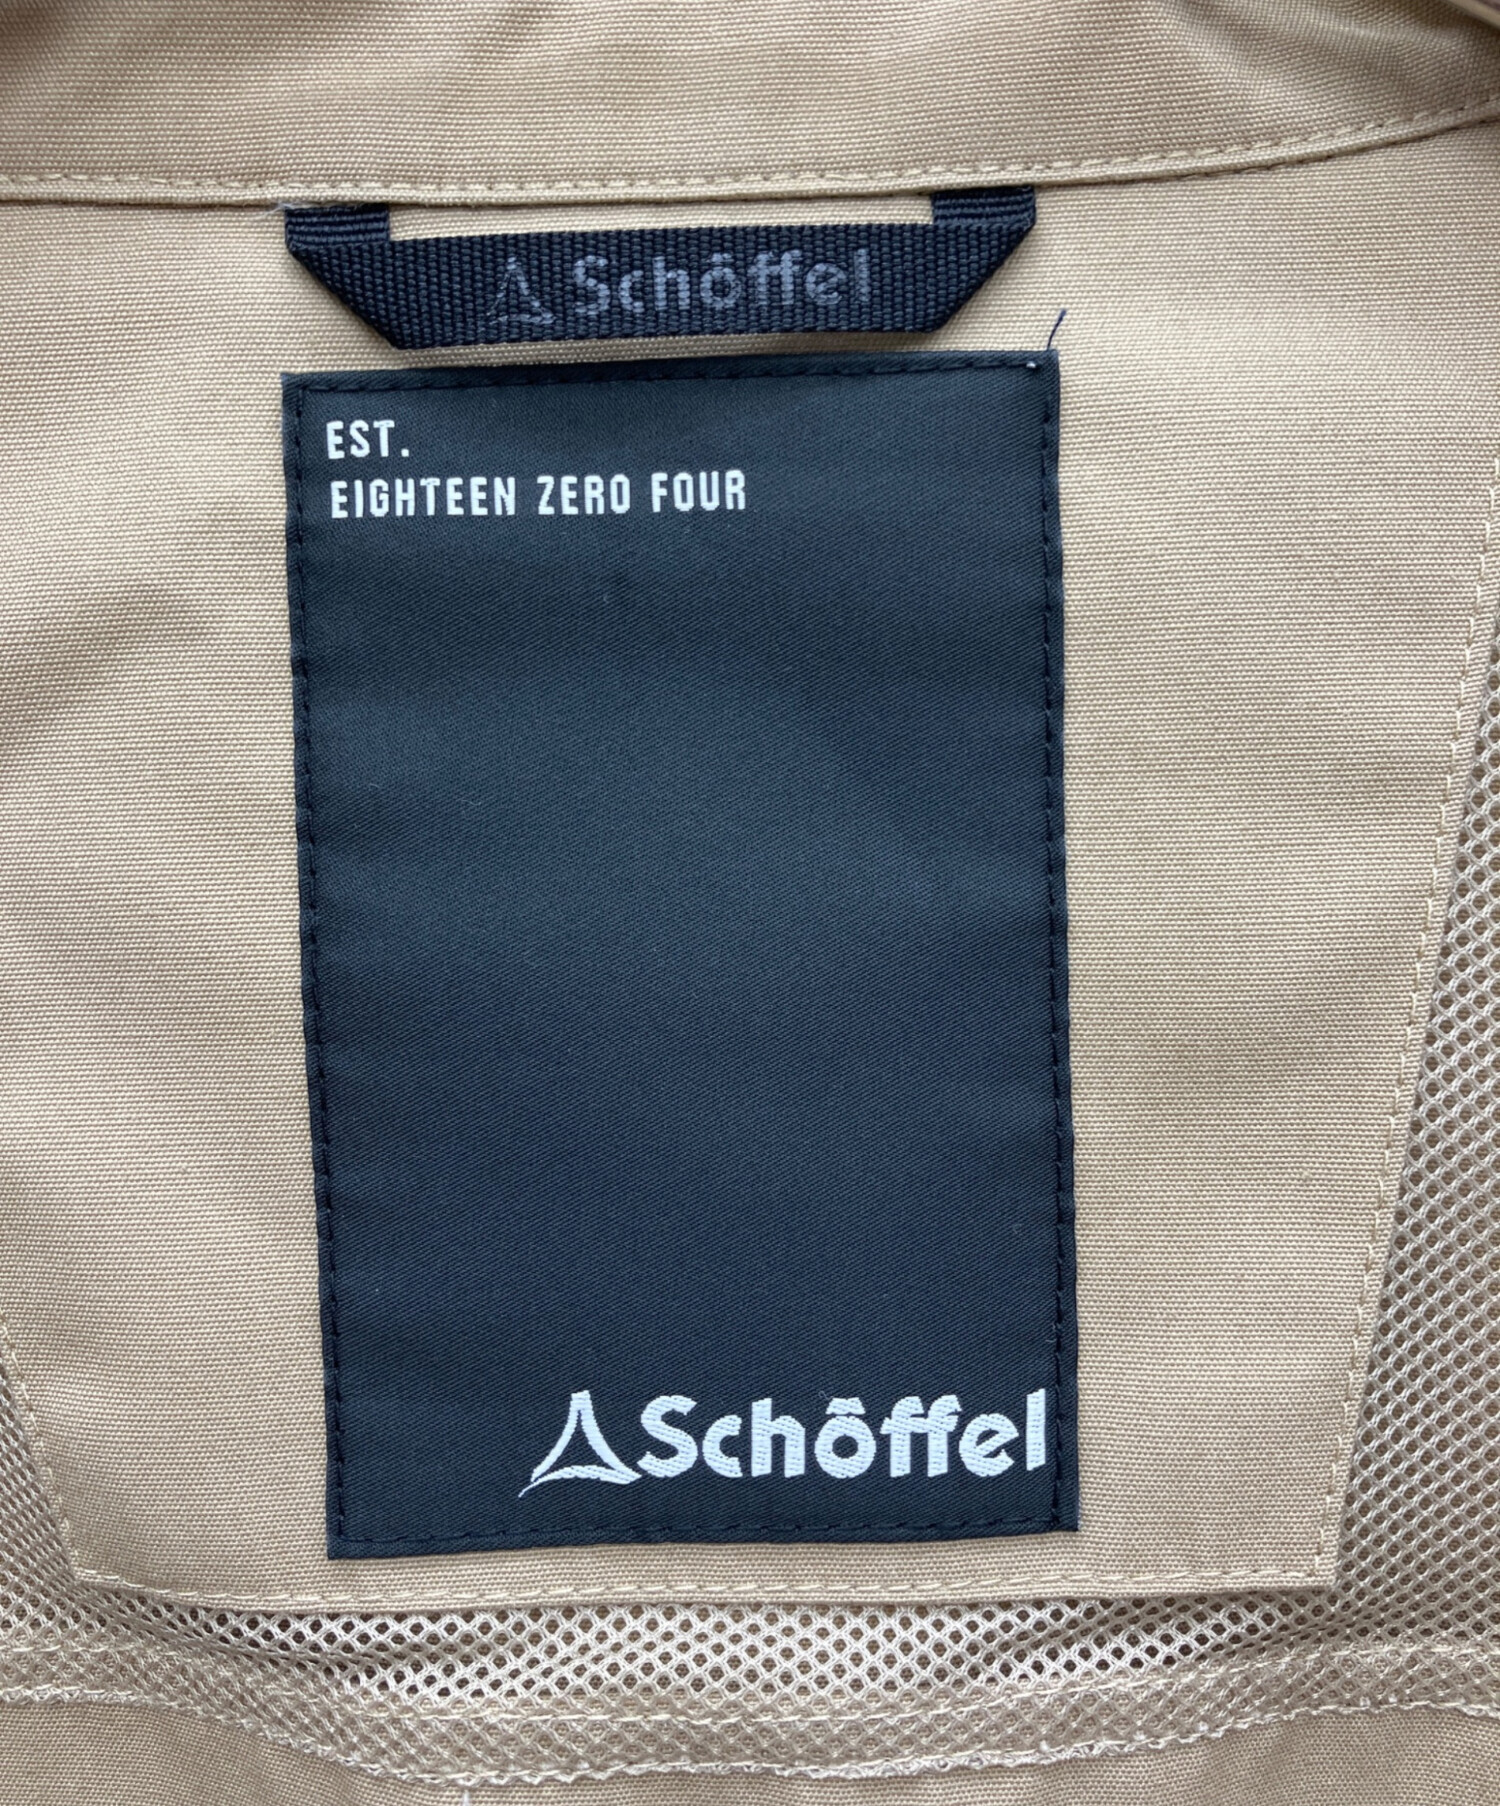 Schöffel
EST.
EIGHTEEN ZERO FOUR
Schöffel